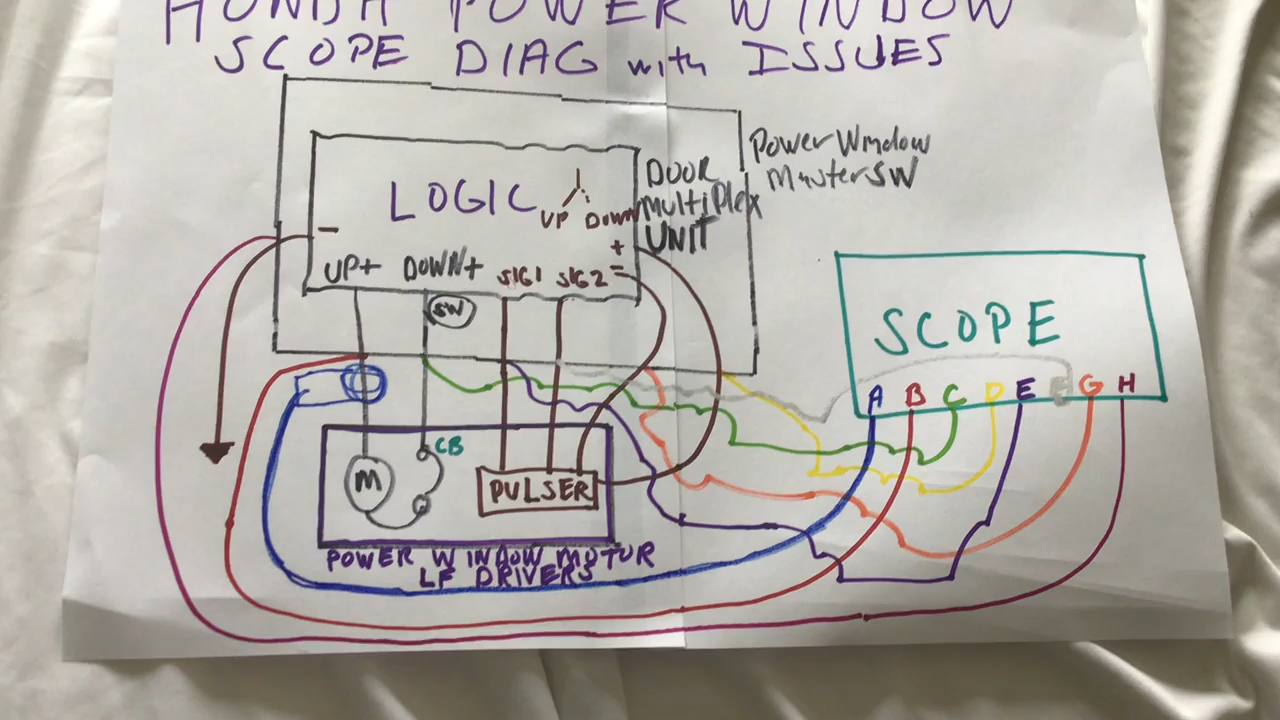 HONDA POWER WINDOW
SCOPE DIAG with ISSUES
Power Window
Master SW
DOOR
Multiplex
UNIT
LOGIC
UP DOWN
-
+
-
UP+ DOWN+ SIG1 SIG2
SW
SCOPE
A B C D E F G H
CB
M
PULSER
POWER WINDOW MOTOR
LF DRIVERS